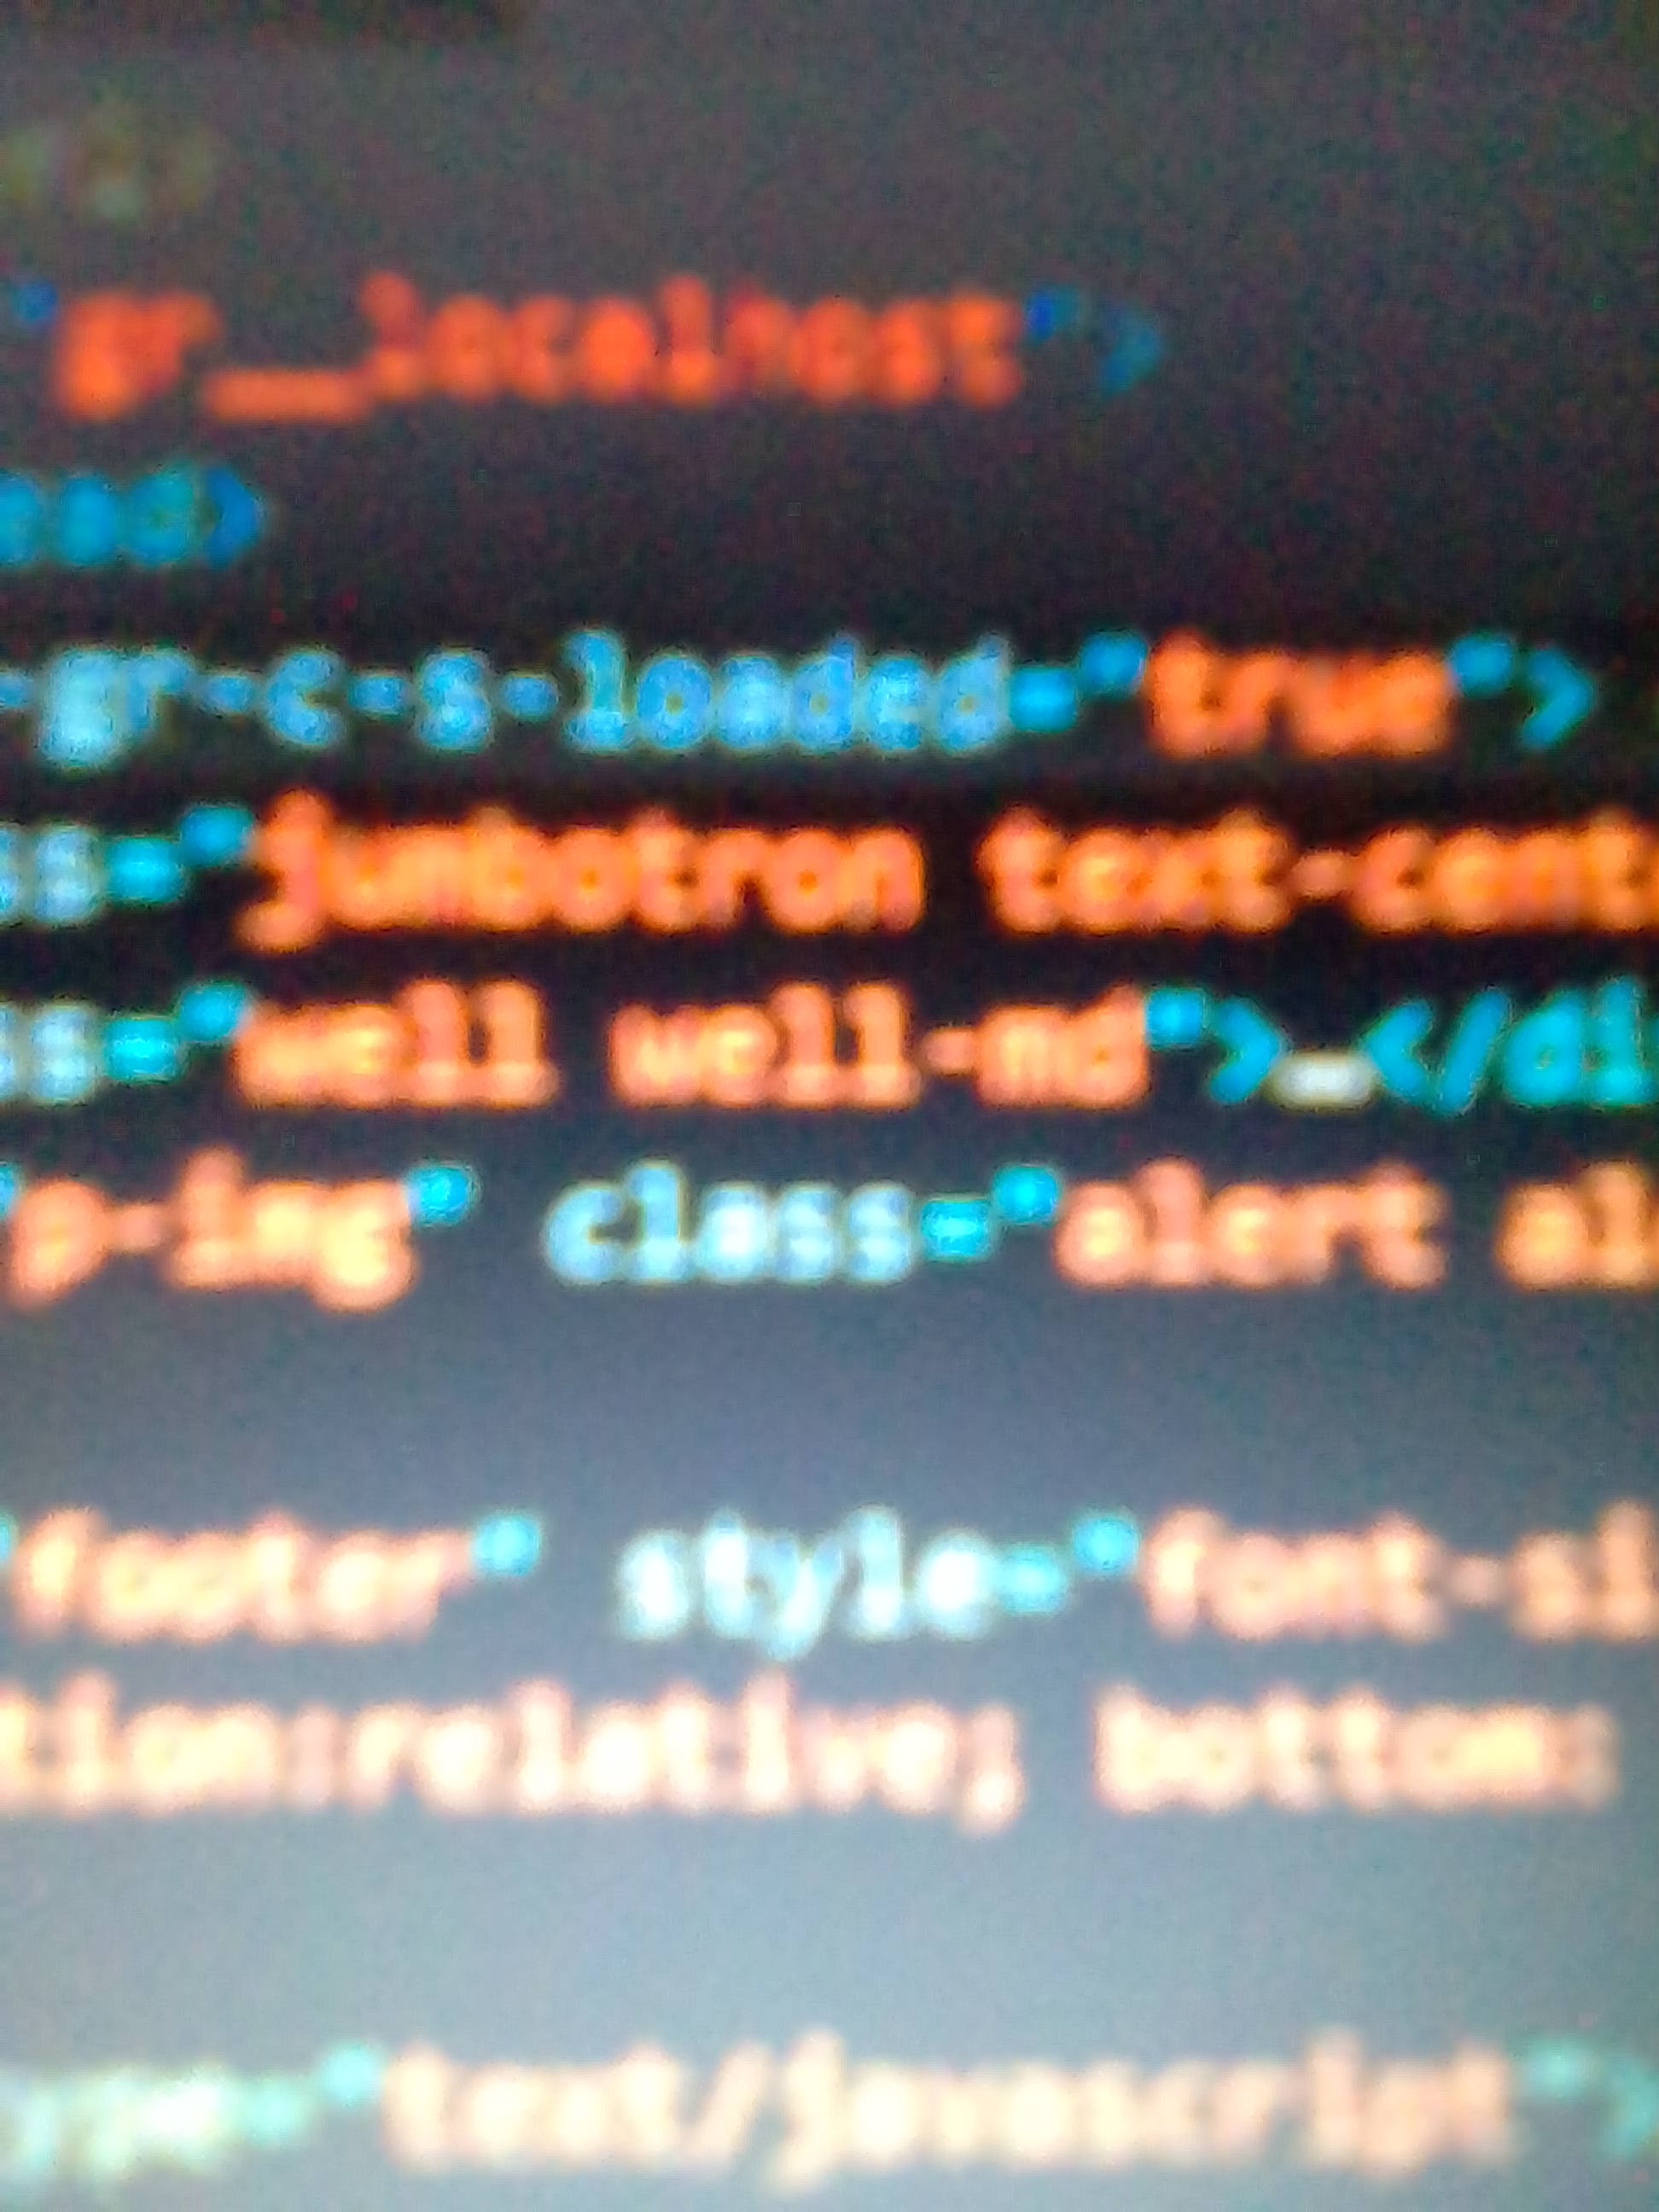 "gr__localhost">
ead>
-gr-c-s-loaded="true">
ss="jumbotron text-cent
ss="well well-md">…</di
"p-img" class="alert al
"footer" style="font-si
tion:relative; bottom:
ype="text/javascript">